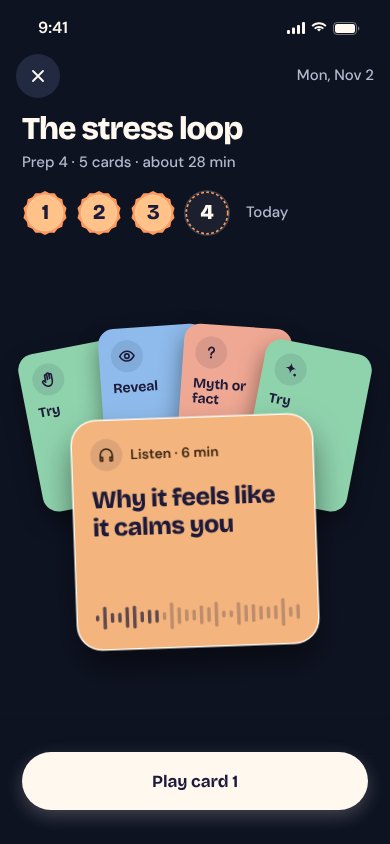 9:41
Mon, Nov 2
The stress loop
Prep 4 · 5 cards · about 28 min
1 2 3 4 Today
Try
Reveal
?
Myth or
fact
Try
Listen · 6 min
Why it feels like
it calms you
Play card 1